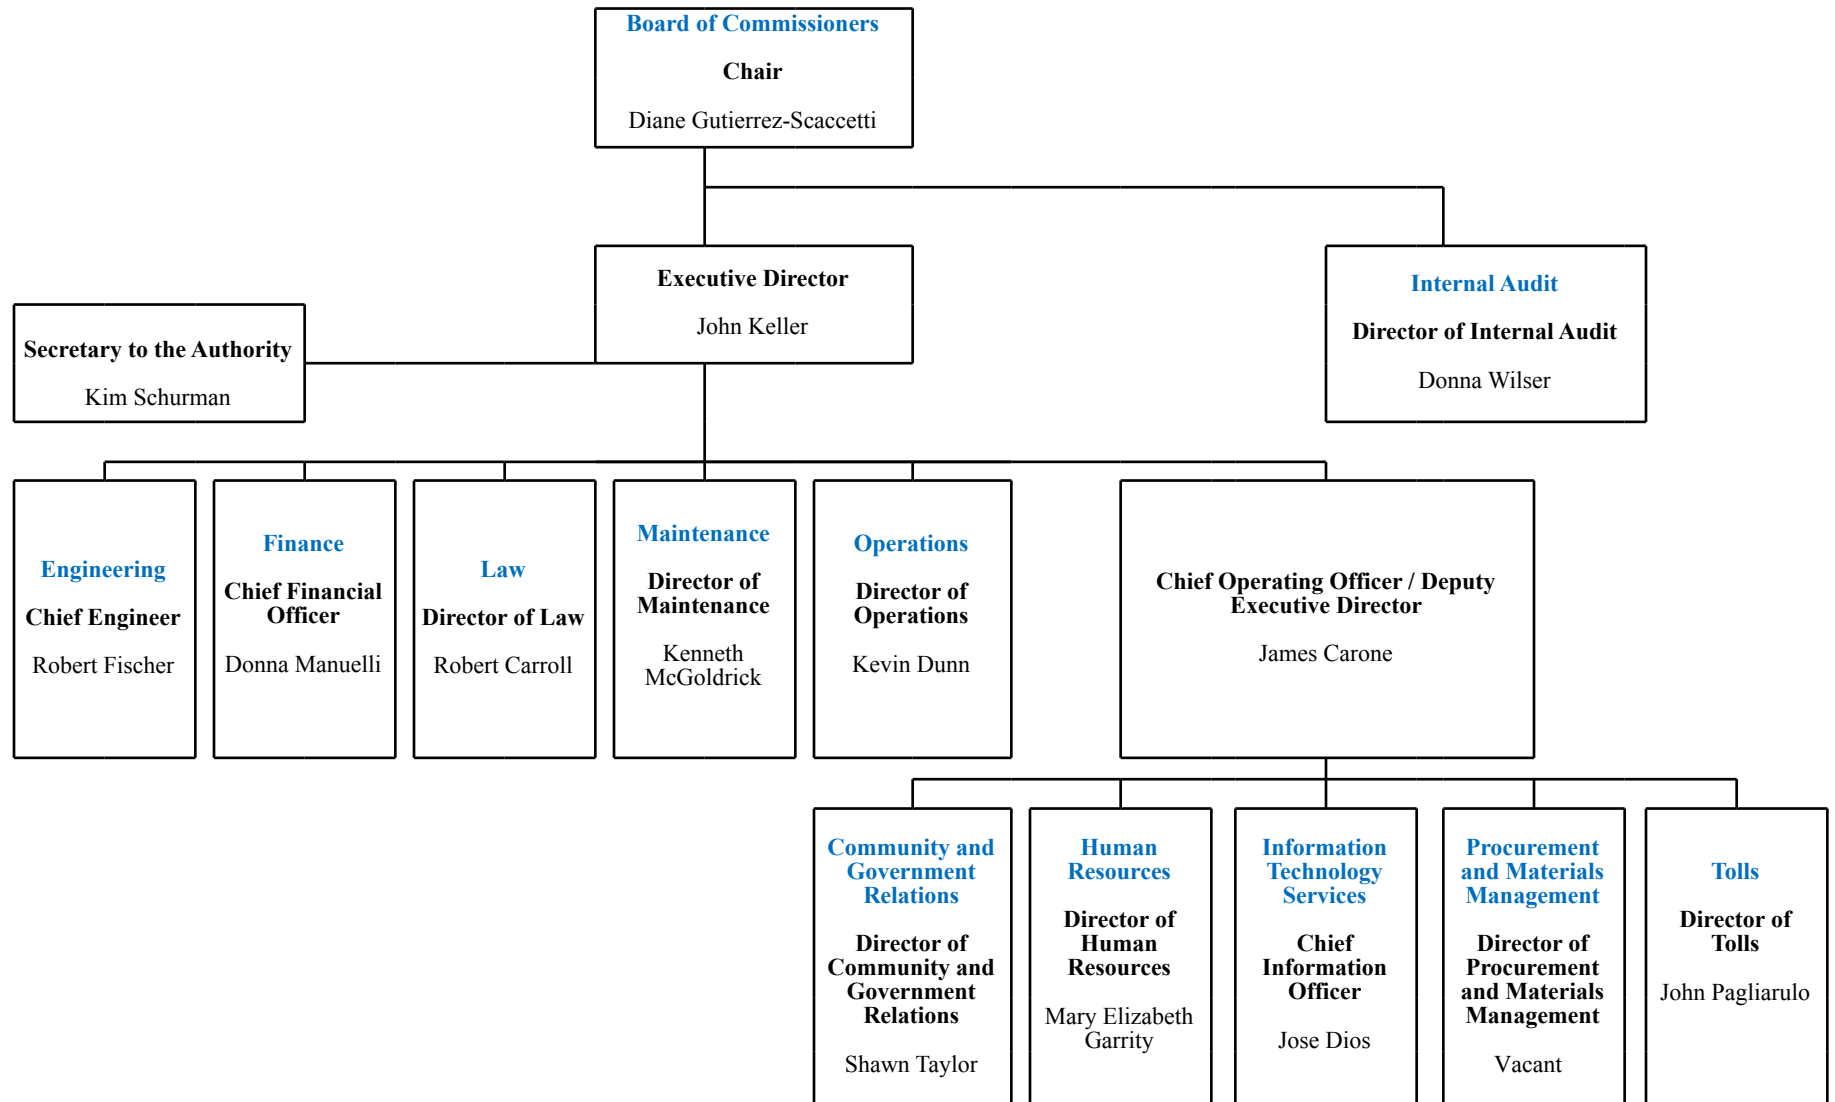 Board of Commissioners
Chair
Diane Gutierrez-Scaccetti
Executive Director
John Keller
Internal Audit
Director of Internal Audit
Donna Wilser
Secretary to the Authority
Kim Schurman
Engineering
Chief Engineer
Robert Fischer
Finance
Chief Financial
Officer
Donna Manuelli
Law
Director of Law
Robert Carroll
Maintenance
Director of
Maintenance
Kenneth
McGoldrick
Operations
Director of
Operations
Kevin Dunn
Chief Operating Officer / Deputy
Executive Director
James Carone
Community and
Government
Relations
Director of
Community and
Government
Relations
Shawn Taylor
Human
Resources
Director of
Human
Resources
Mary Elizabeth
Garrity
Information
Technology
Services
Chief
Information
Officer
Jose Dios
Procurement
and Materials
Management
Director of
Procurement
and Materials
Management
Vacant
Tolls
Director of
Tolls
John Pagliarulo